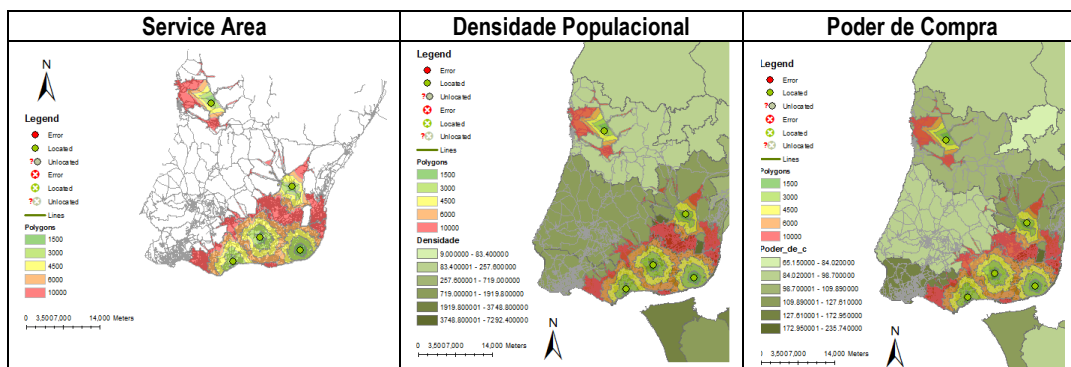 Service Area
N
Legend
Error
Located
Unlocated
Error
Located
Unlocated
Lines
Polygons
1500
3000
4500
6000
10000
0 3,5007,000 14,000 Meters
Densidade Populacional
Legend
Error
Located
Unlocated
Error
Located
Unlocated
Lines
Polygons
1500
3000
4500
6000
10000
Densidade
9.000000 - 83.400000
83.400001 - 257.600000
257.600001 - 719.000000
719.000001 - 1919.800000
1919.800001 - 3748.800000
3748.800001 - 7292.400000
N
0 3,5007,000 14,000 Meters
Poder de Compra
Legend
Error
Located
Unlocated
Error
Located
Unlocated
Lines
Polygons
1500
3000
4500
6000
10000
Poder_de_c
65.150000 - 84.020000
84.020001 - 98.700000
98.700001 - 109.890000
109.890001 - 127.610000
127.610001 - 172.950000
172.950001 - 235.740000
N
0 3,5007,000 14,000 Meters